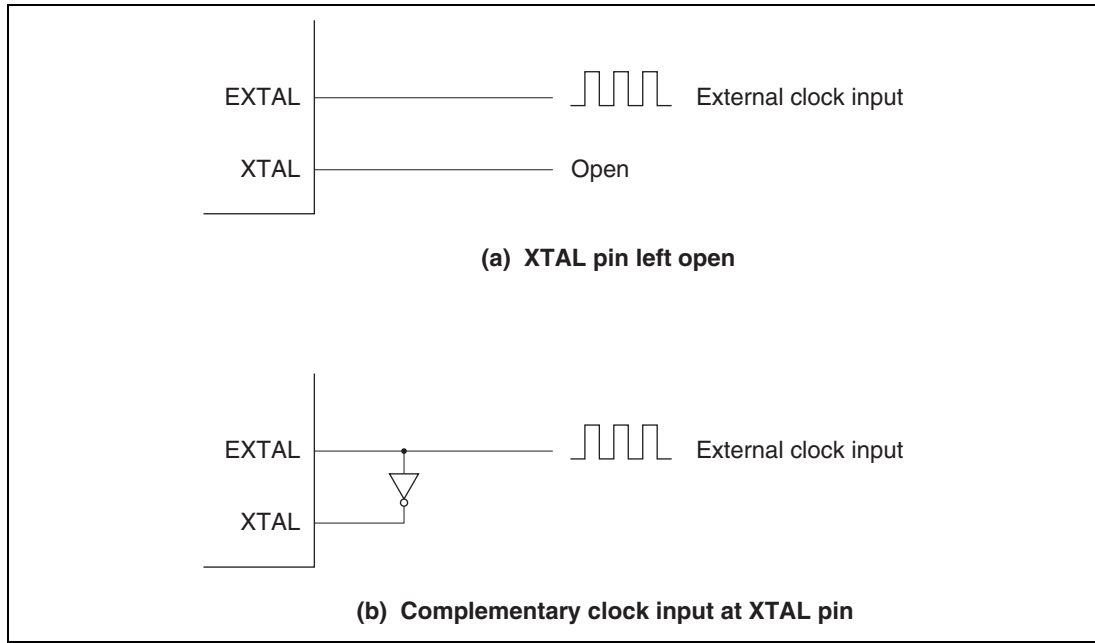 EXTAL
External clock input
XTAL
Open
(a) XTAL pin left open
EXTAL
External clock input
XTAL
(b) Complementary clock input at XTAL pin